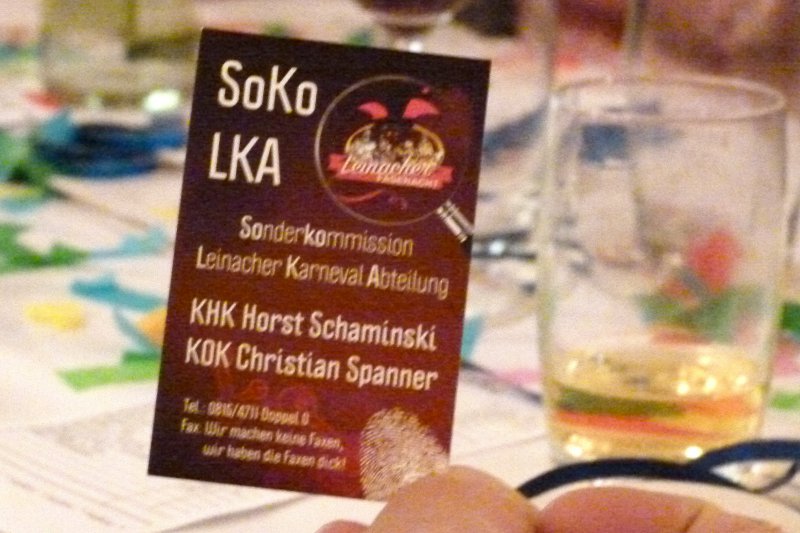 SoKo
LKA
Leinacher
FASENACHT
Sonderkommission
Leinacher Karneval Abteilung
KHK Horst Schaminski
KOK Christian Spanner
Tel.: 0815/4711 Doppel 0
Fax: Wir machen keine Faxen,
wir haben die Faxen dick!